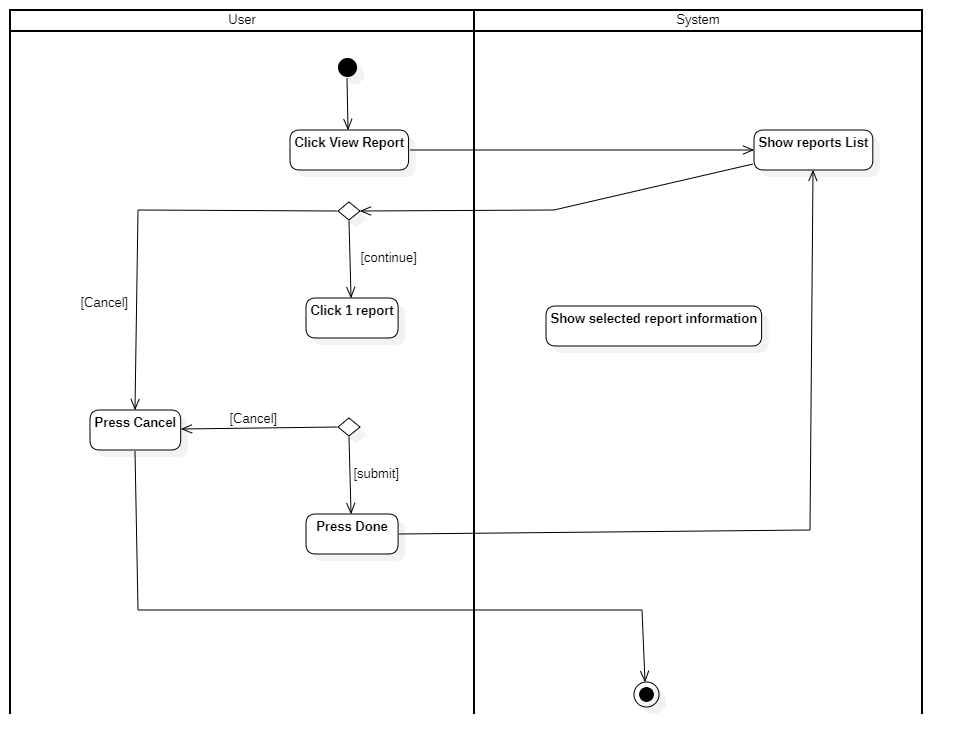 User
System
Click View Report
Show reports List
[continue]
[Cancel]
Click 1 report
Show selected report information
Press Cancel
[Cancel]
[submit]
Press Done